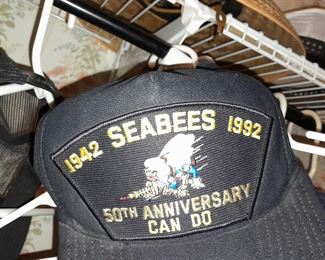 1942 SEABEES 1992
50TH ANNIVERSARY
CAN DO